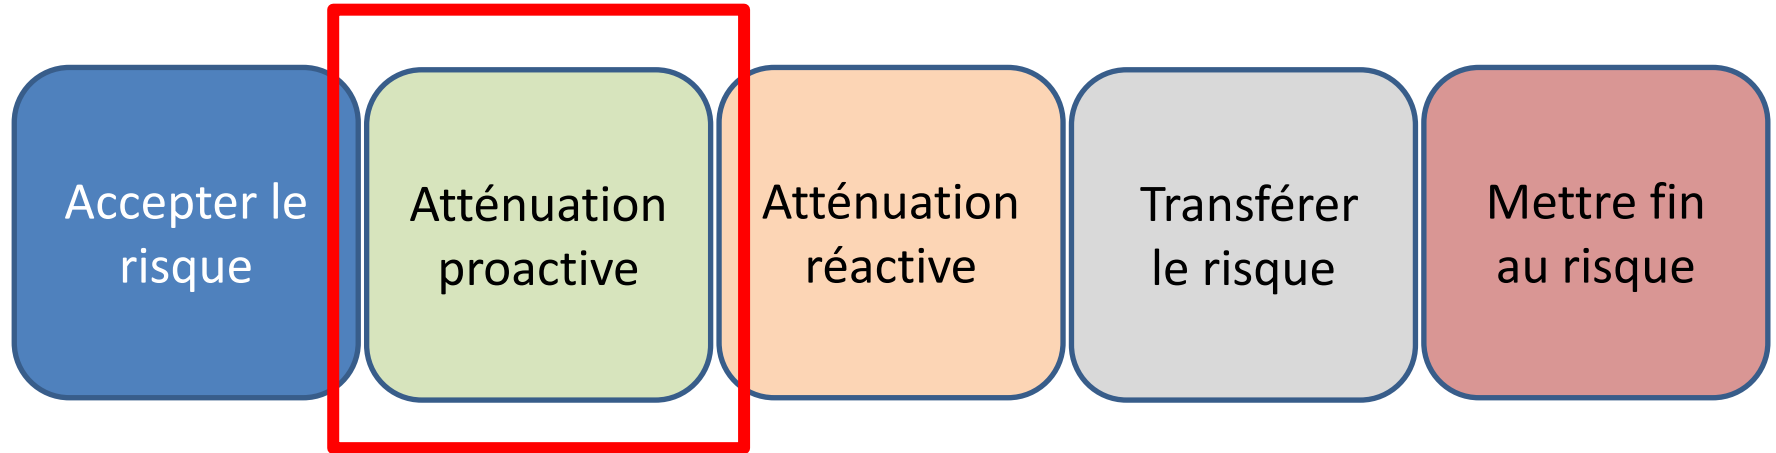 Accepter le
risque
Atténuation
proactive
Atténuation
réactive
Transférer
le risque
Mettre fin
au risque